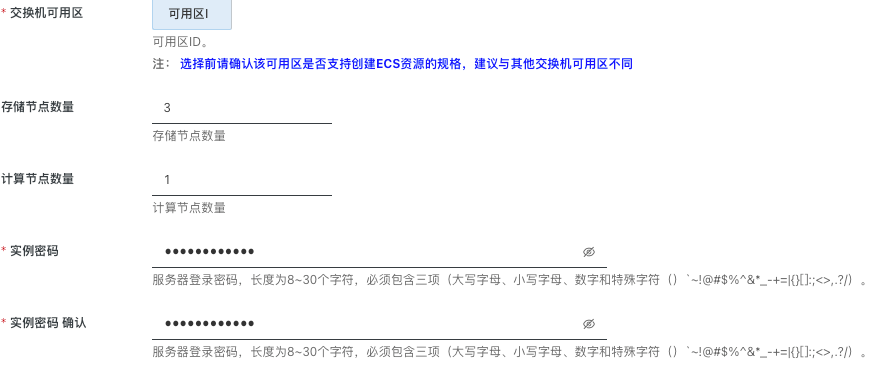 * 交换机可用区
可用区I
可用区ID。
注： 选择前请确认该可用区是否支持创建ECS资源的规格，建议与其他交换机可用区不同
存储节点数量
3
存储节点数量
计算节点数量
1
计算节点数量
* 实例密码
••••••••••••
服务器登录密码，长度为8~30个字符，必须包含三项（大写字母、小写字母、数字和特殊字符（）`~!@#$%^&*_-+=|{}[]:;<>,.?/）。
* 实例密码 确认
••••••••••••
服务器登录密码，长度为8~30个字符，必须包含三项（大写字母、小写字母、数字和特殊字符（）`~!@#$%^&*_-+=|{}[]:;<>,.?/）。